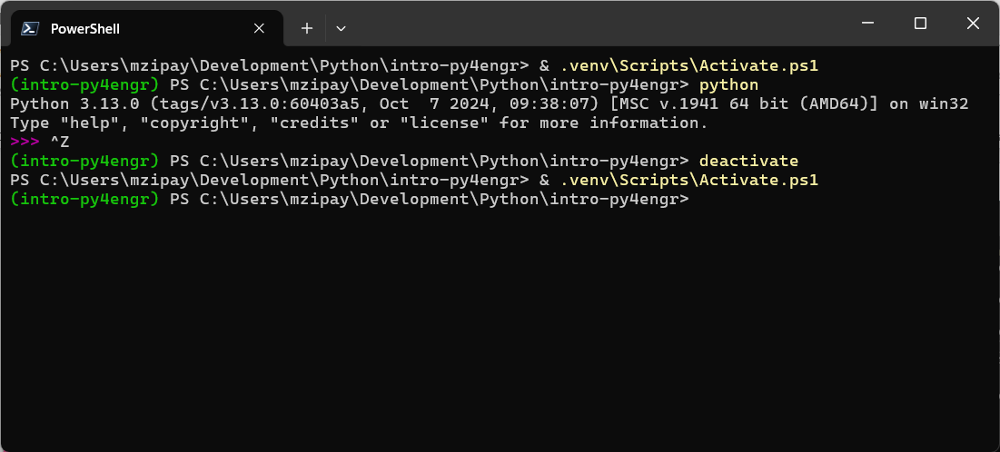 PowerShell
PS C:\Users\mzipay\Development\Python\intro-py4engr> & .venv\Scripts\Activate.ps1
(intro-py4engr) PS C:\Users\mzipay\Development\Python\intro-py4engr> python
Python 3.13.0 (tags/v3.13.0:60403a5, Oct  7 2024, 09:38:07) [MSC v.1941 64 bit (AMD64)] on win32
Type "help", "copyright", "credits" or "license" for more information.
>>> ^Z
(intro-py4engr) PS C:\Users\mzipay\Development\Python\intro-py4engr> deactivate
PS C:\Users\mzipay\Development\Python\intro-py4engr> & .venv\Scripts\Activate.ps1
(intro-py4engr) PS C:\Users\mzipay\Development\Python\intro-py4engr>